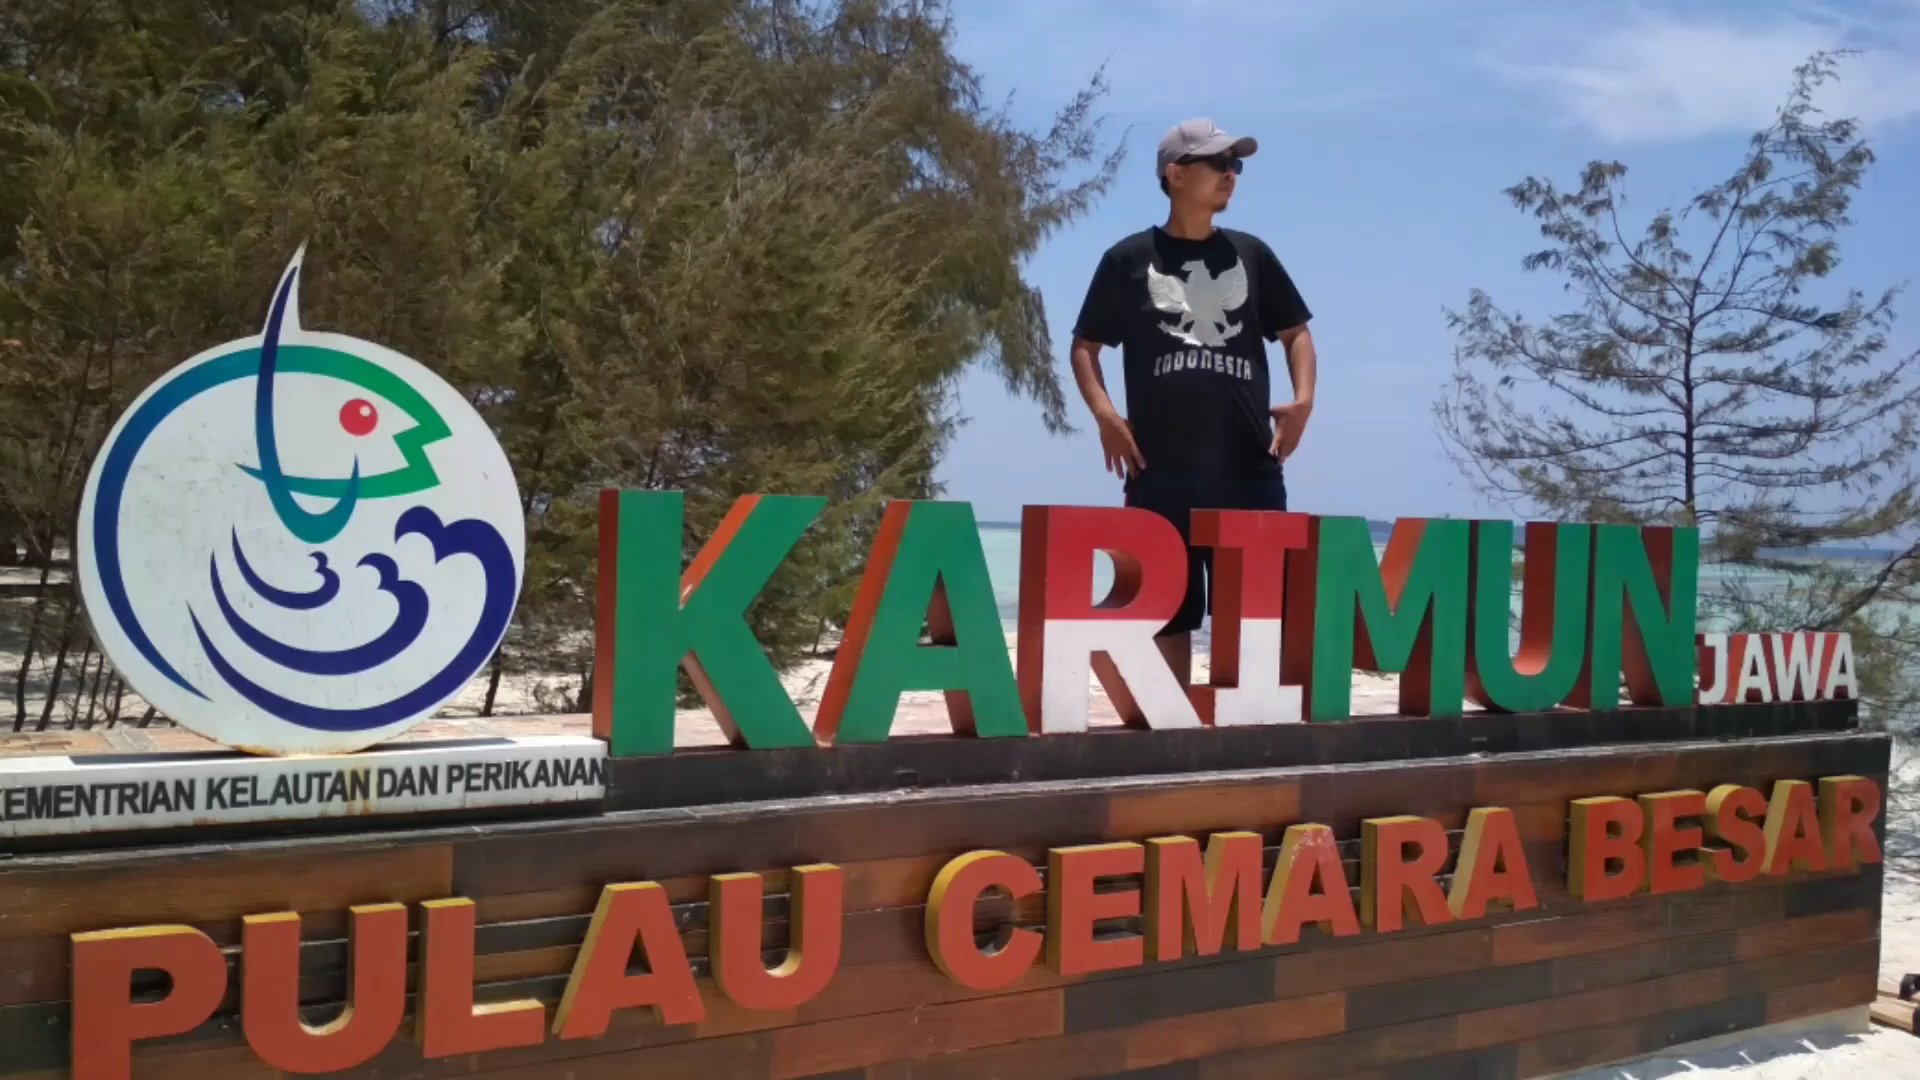 INDONESIA
KARIMUN JAWA
KEMENTRIAN KELAUTAN DAN PERIKANAN
PULAU CEMARA BESAR